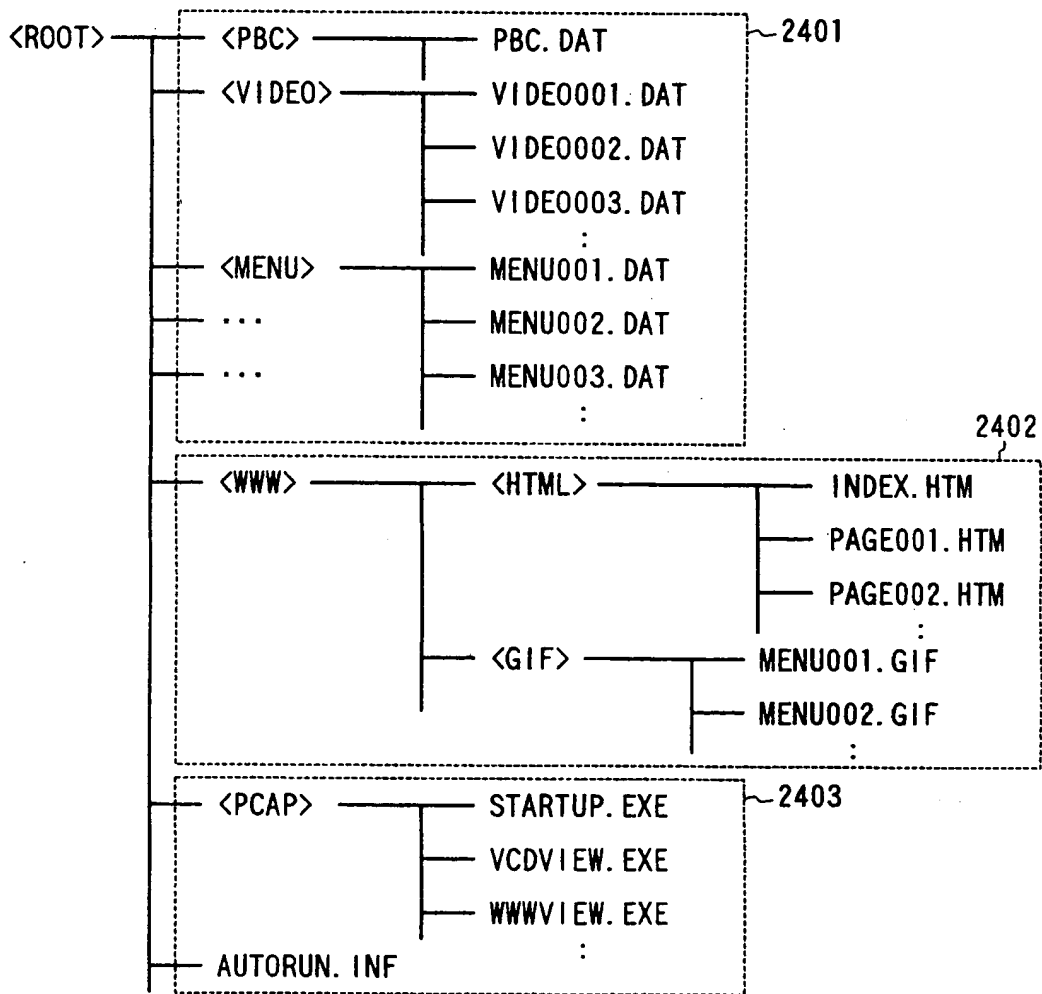 <ROOT> <PBC> PBC.DAT 2401
<VIDEO> VIDEO001.DAT
VIDEO002.DAT
VIDEO003.DAT
:
<MENU> MENU001.DAT
... MENU002.DAT
... MENU003.DAT
:
2402
<WWW> <HTML> INDEX.HTM
PAGE001.HTM
PAGE002.HTM
:
<GIF> MENU001.GIF
MENU002.GIF
:
<PCAP> STARTUP.EXE 2403
VCDVIEW.EXE
WWWVIEW.EXE
:
AUTORUN.INF